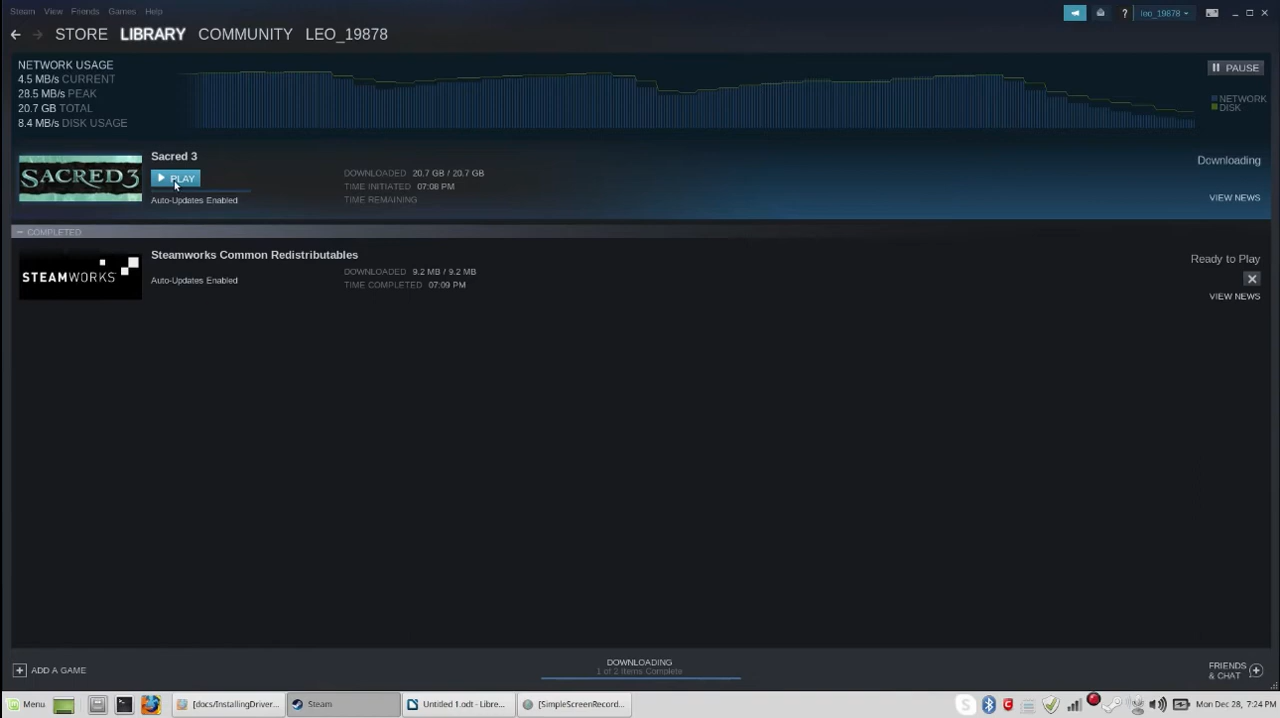 Steam View Friends Games Help
? leo_19878
STORE LIBRARY COMMUNITY LEO_19878
NETWORK USAGE
4.5 MB/s CURRENT
28.5 MB/s PEAK
20.7 GB TOTAL
8.4 MB/s DISK USAGE
PAUSE
NETWORK
DISK
SACRED 3
Sacred 3
PLAY
Auto-Updates Enabled
DOWNLOADED 20.7 GB / 20.7 GB
TIME INITIATED 07:08 PM
TIME REMAINING
Downloading
VIEW NEWS
COMPLETED
STEAMWORKS
Steamworks Common Redistributables
Auto-Updates Enabled
DOWNLOADED 9.2 MB / 9.2 MB
TIME COMPLETED 07:09 PM
Ready to Play
VIEW NEWS
ADD A GAME
DOWNLOADING
1 of 2 Items Complete
FRIENDS
& CHAT
Menu [docs/InstallingDriver... Steam Untitled 1.odt - Libre... [SimpleScreenRecord... Mon Dec 28, 7:24 PM